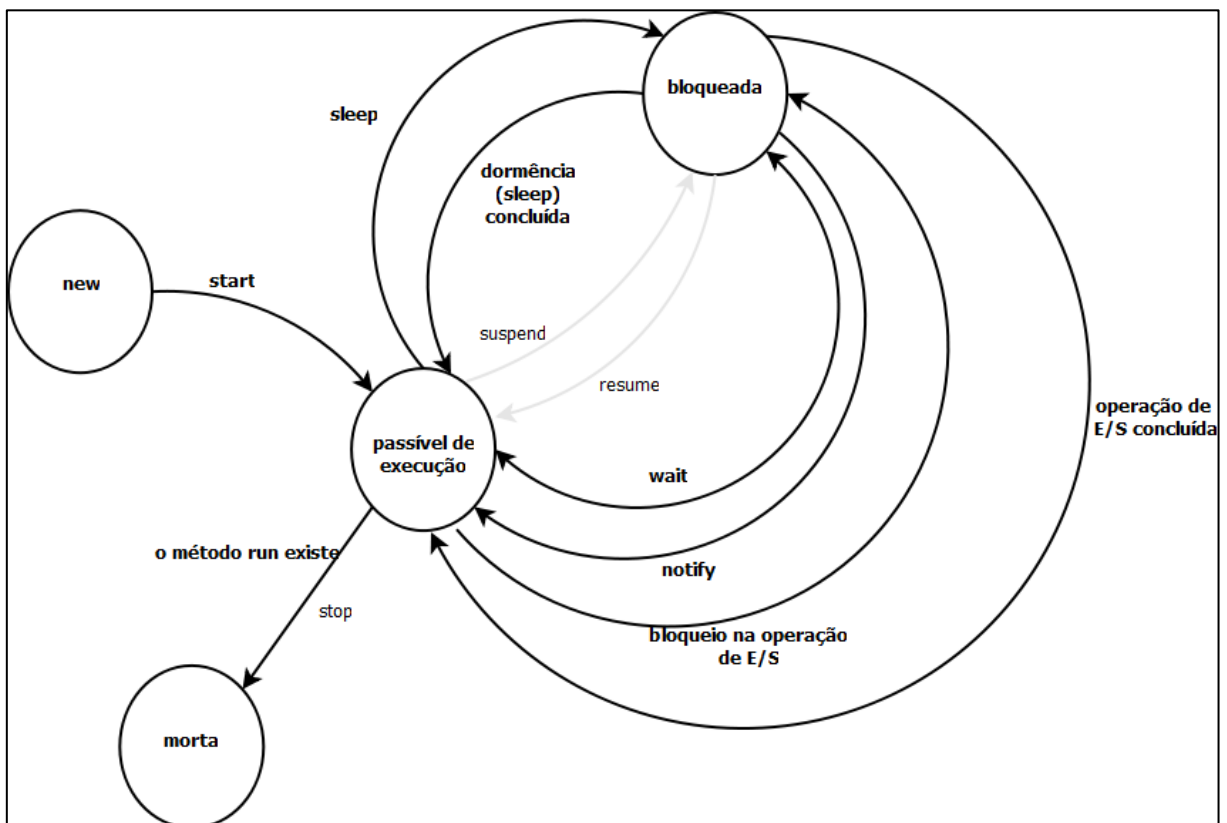 bloqueada
sleep
dormência
(sleep)
concluída
new
start
suspend
resume
operação de
E/S concluída
passível de
execução
wait
o método run existe
notify
stop
bloqueio na operação
de E/S
morta